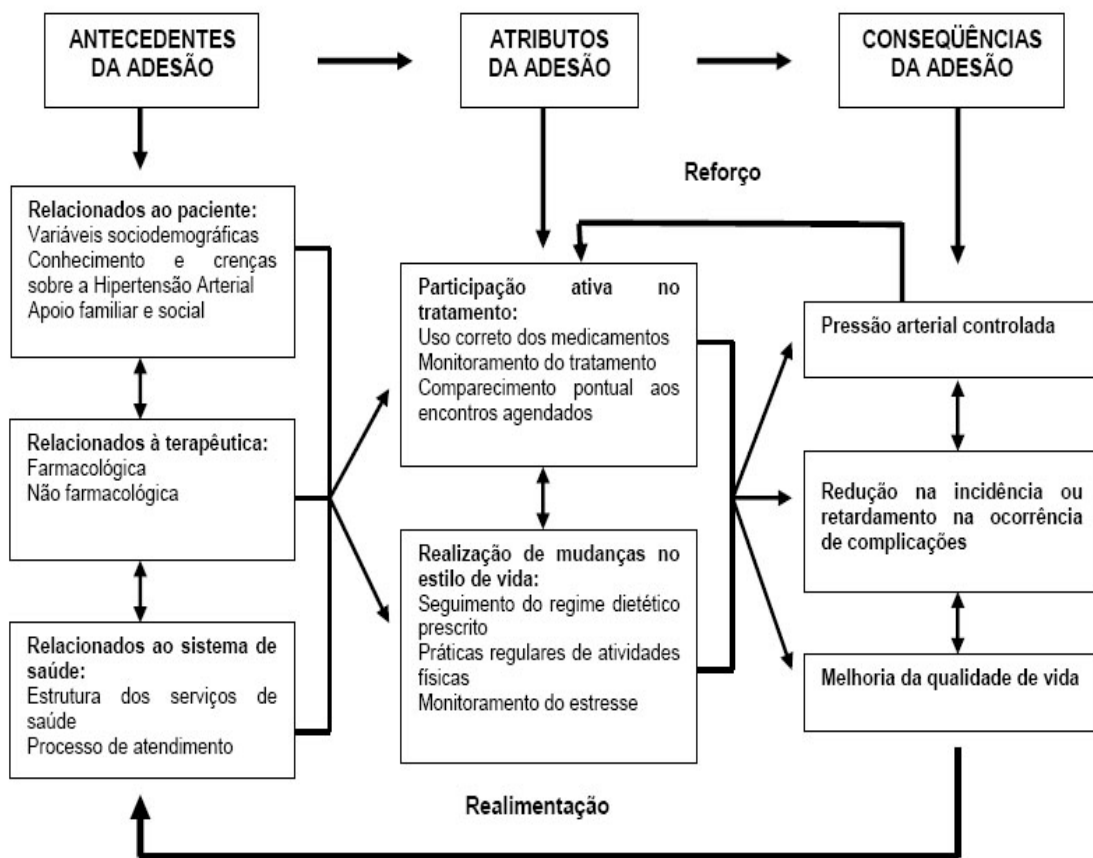 ANTECEDENTES
DA ADESÃO
ATRIBUTOS
DA ADESÃO
CONSEQÜÊNCIAS
DA ADESÃO
Reforço
Relacionados ao paciente:
Variáveis sociodemográficas
Conhecimento e crenças
sobre a Hipertensão Arterial
Apoio familiar e social
Relacionados à terapêutica:
Farmacológica
Não farmacológica
Relacionados ao sistema de
saúde:
Estrutura dos serviços de
saúde
Processo de atendimento
Participação ativa no
tratamento:
Uso correto dos medicamentos
Monitoramento do tratamento
Comparecimento pontual aos
encontros agendados
Realização de mudanças no
estilo de vida:
Seguimento do regime dietético
prescrito
Práticas regulares de atividades
físicas
Monitoramento do estresse
Pressão arterial controlada
Redução na incidência ou
retardamento na ocorrência
de complicações
Melhoria da qualidade de vida
Realimentação